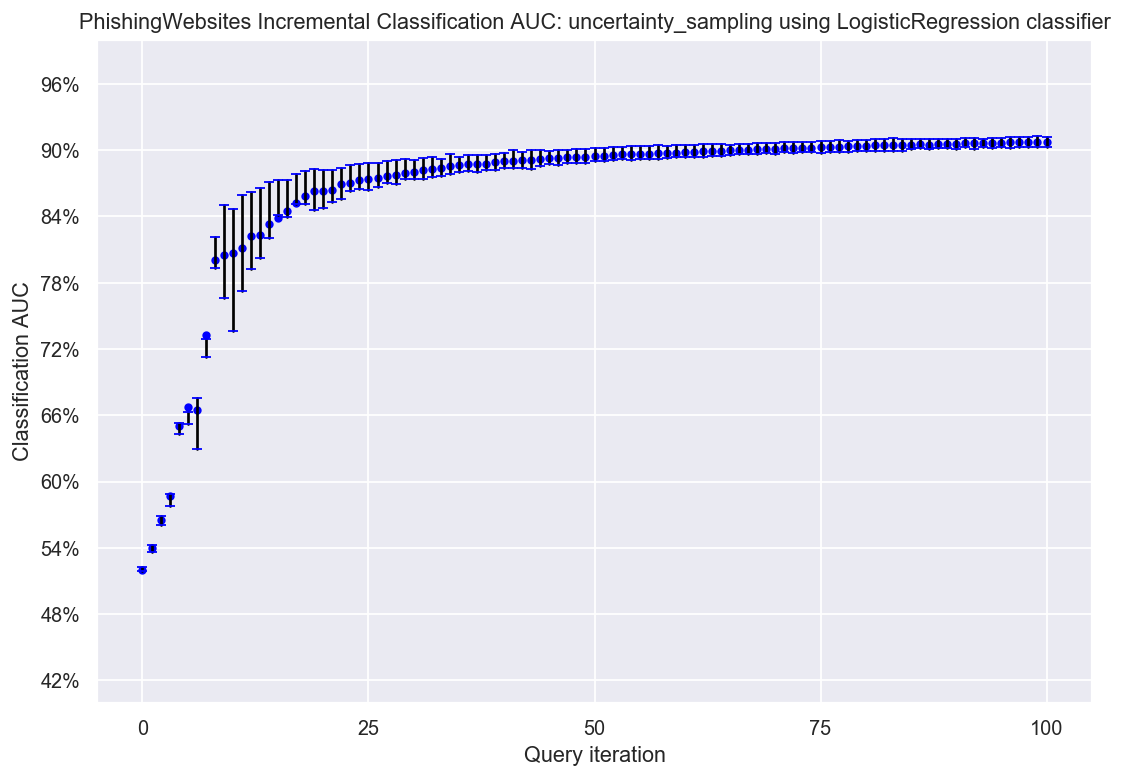 PhishingWebsites Incremental Classification AUC: uncertainty_sampling using LogisticRegression classifier
96%
90%
84%
78%
72%
66%
60%
54%
48%
42%
Classification AUC
0 25 50 75 100
Query iteration